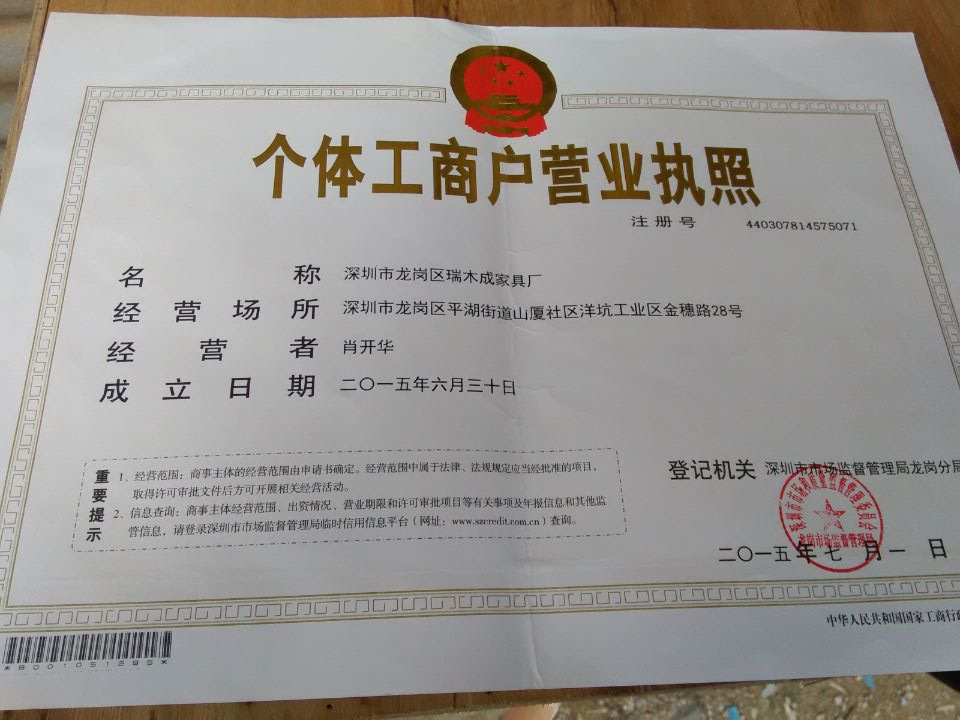 个体工商户营业执照
注册号 440307814575071
名称 深圳市龙岗区瑞木成家具厂
经营场所 深圳市龙岗区平湖街道山厦社区洋坑工业区金穗路28号
经营者 肖开华
成立日期 二〇一五年六月三十日
重要提示
1、经营范围：商事主体的经营范围由申请书确定。经营范围中属于法律、法规规定应当经批准的项目，
取得许可审批文件后方可开展相关经营活动。
2、信息查询：商事主体经营范围、出资情况、营业期限和许可审批项目等有关事项及年报信息和其他监
管信息，请登录深圳市市场监督管理局临时信用信息平台（网址：www.szcredit.com.cn）查询。
登记机关 深圳市市场监督管理局龙岗分局
龙岗市场监督管理局
二〇一五年七月一日
中华人民共和国国家工商行政
*B001051295*